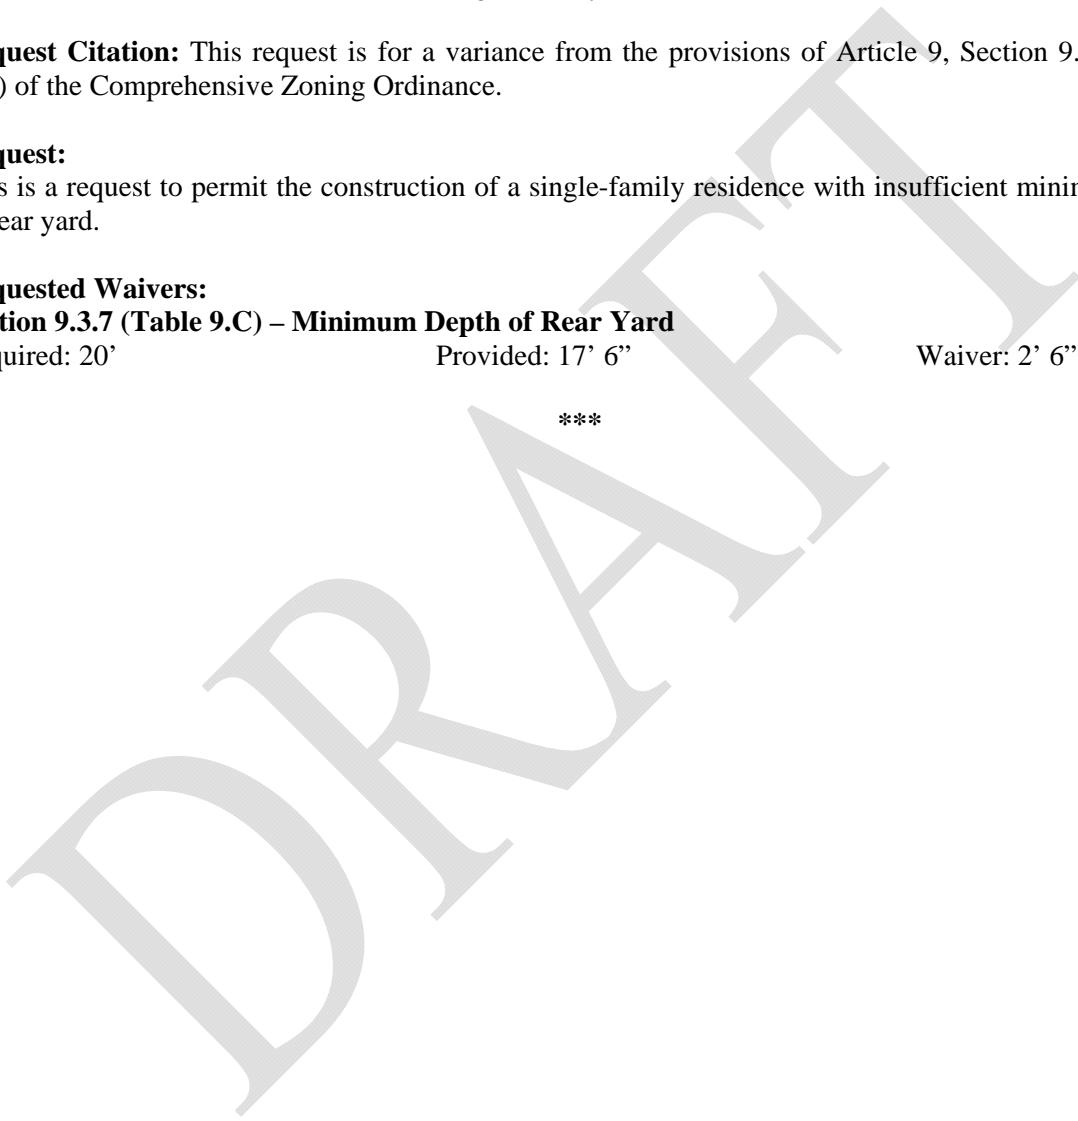 quest Citation: This request is for a variance from the provisions of Article 9, Section 9.
) of the Comprehensive Zoning Ordinance.
quest:
s is a request to permit the construction of a single-family residence with insufficient minin
ear yard.
quested Waivers:
tion 9.3.7 (Table 9.C) – Minimum Depth of Rear Yard
uired: 20’ Provided: 17’ 6” Waiver: 2’ 6”
***
DRAFT